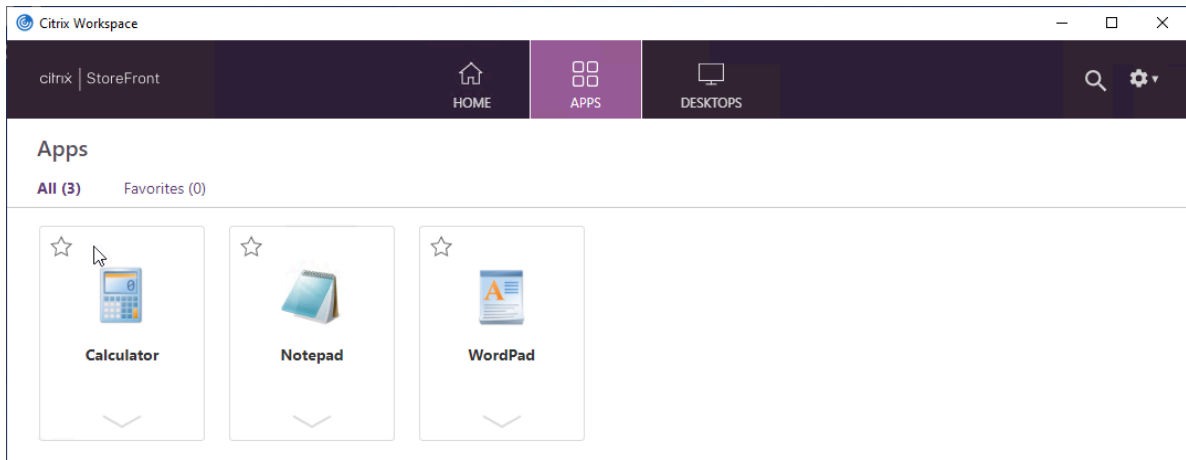 Citrix Workspace
citrix | StoreFront
HOME
APPS
DESKTOPS
Apps
All (3)
Favorites (0)
Calculator
Notepad
WordPad